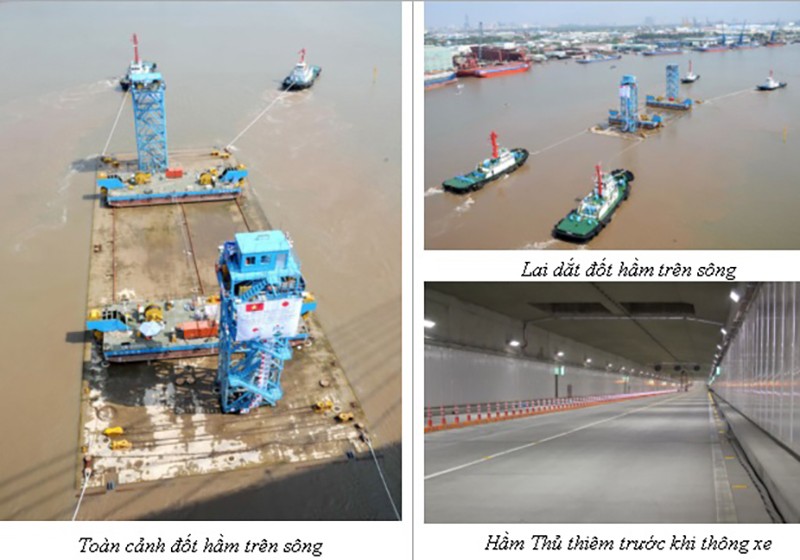 Lai dắt đốt hầm trên sông
Toàn cảnh đốt hầm trên sông
Hầm Thủ thiêm trước khi thông xe